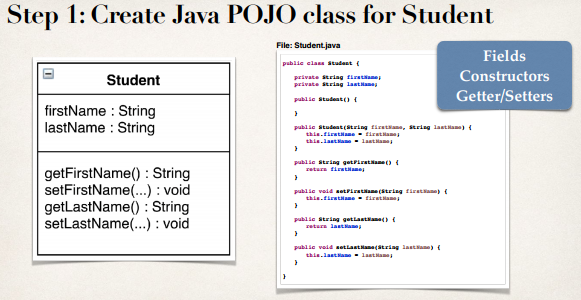 Step 1: Create Java POJO class for Student
Student
firstName : String
lastName : String
getFirstName() : String
setFirstName(...) : void
getLastName() : String
setLastName(...) : void
File: Student.java
Fields
Constructors
Getter/Setters
public class Student {
private String firstName;
private String lastName;
public Student() {
}
public Student(String firstName, String lastName) {
this.firstName = firstName;
this.lastName = lastName;
}
public String getFirstName() {
return firstName;
}
public void setFirstName(String firstName) {
this.firstName = firstName;
}
public String getLastName() {
return lastName;
}
public void setLastName(String lastName) {
this.lastName = lastName;
}
}